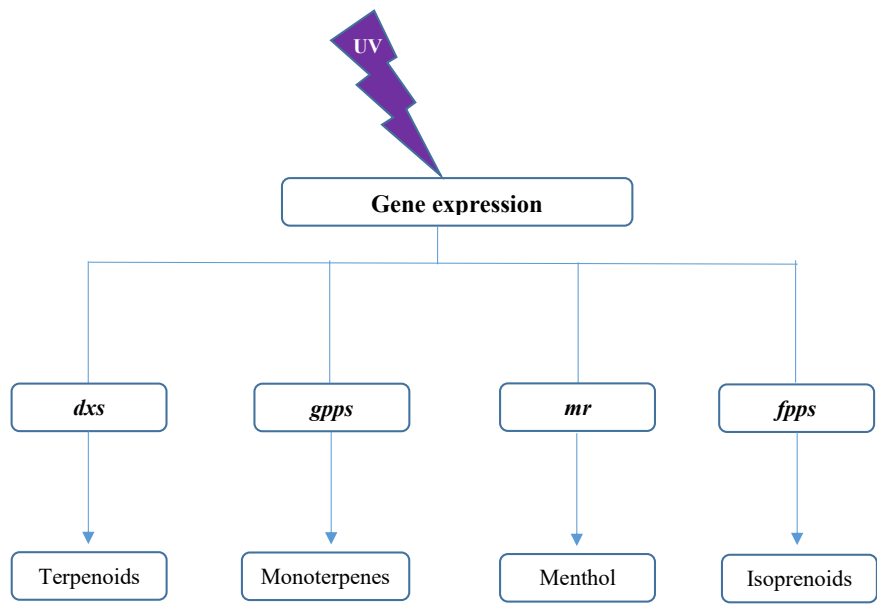 UV
Gene expression
dxs
gpps
mr
fpps
Terpenoids
Monoterpenes
Menthol
Isoprenoids